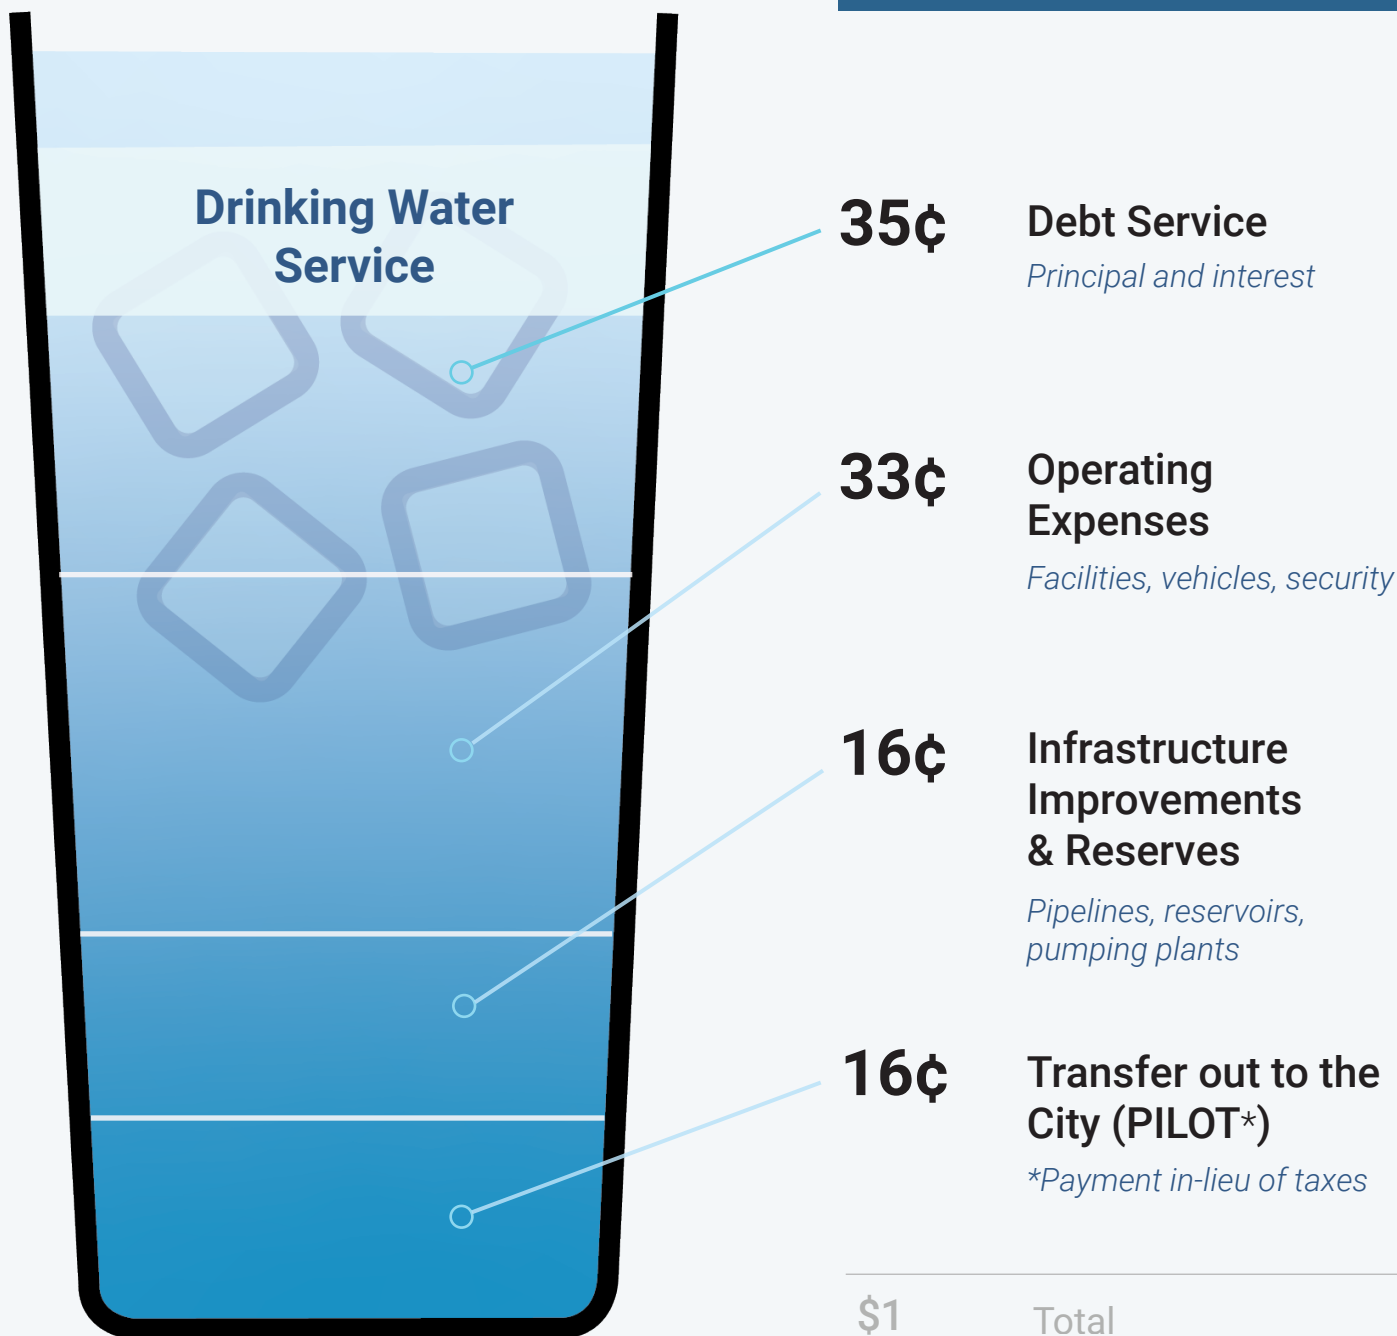 Drinking Water
Service
35¢
Debt Service
Principal and interest
33¢
Operating
Expenses
Facilities, vehicles, security
16¢
Infrastructure
Improvements
& Reserves
Pipelines, reservoirs,
pumping plants
16¢
Transfer out to the
City (PILOT*)
*Payment in-lieu of taxes
$1
Total